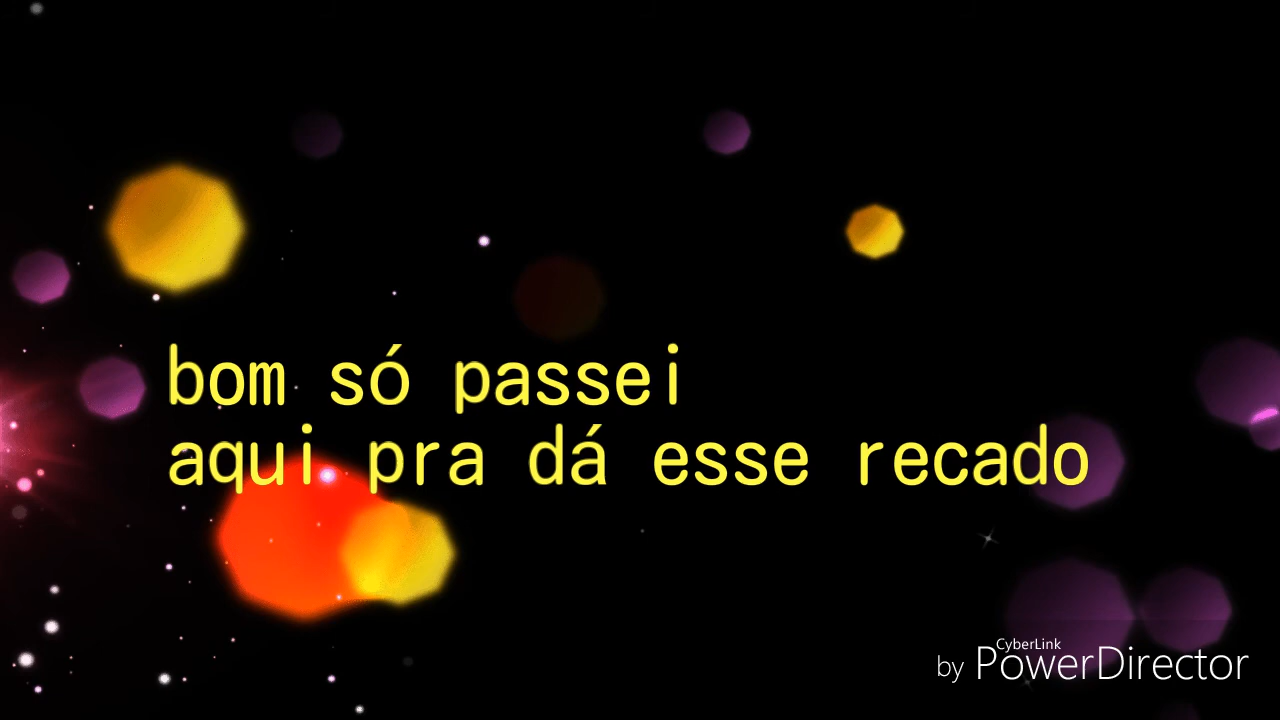 bom só passei
aqui pra dá esse recado
CyberLink
by PowerDirector